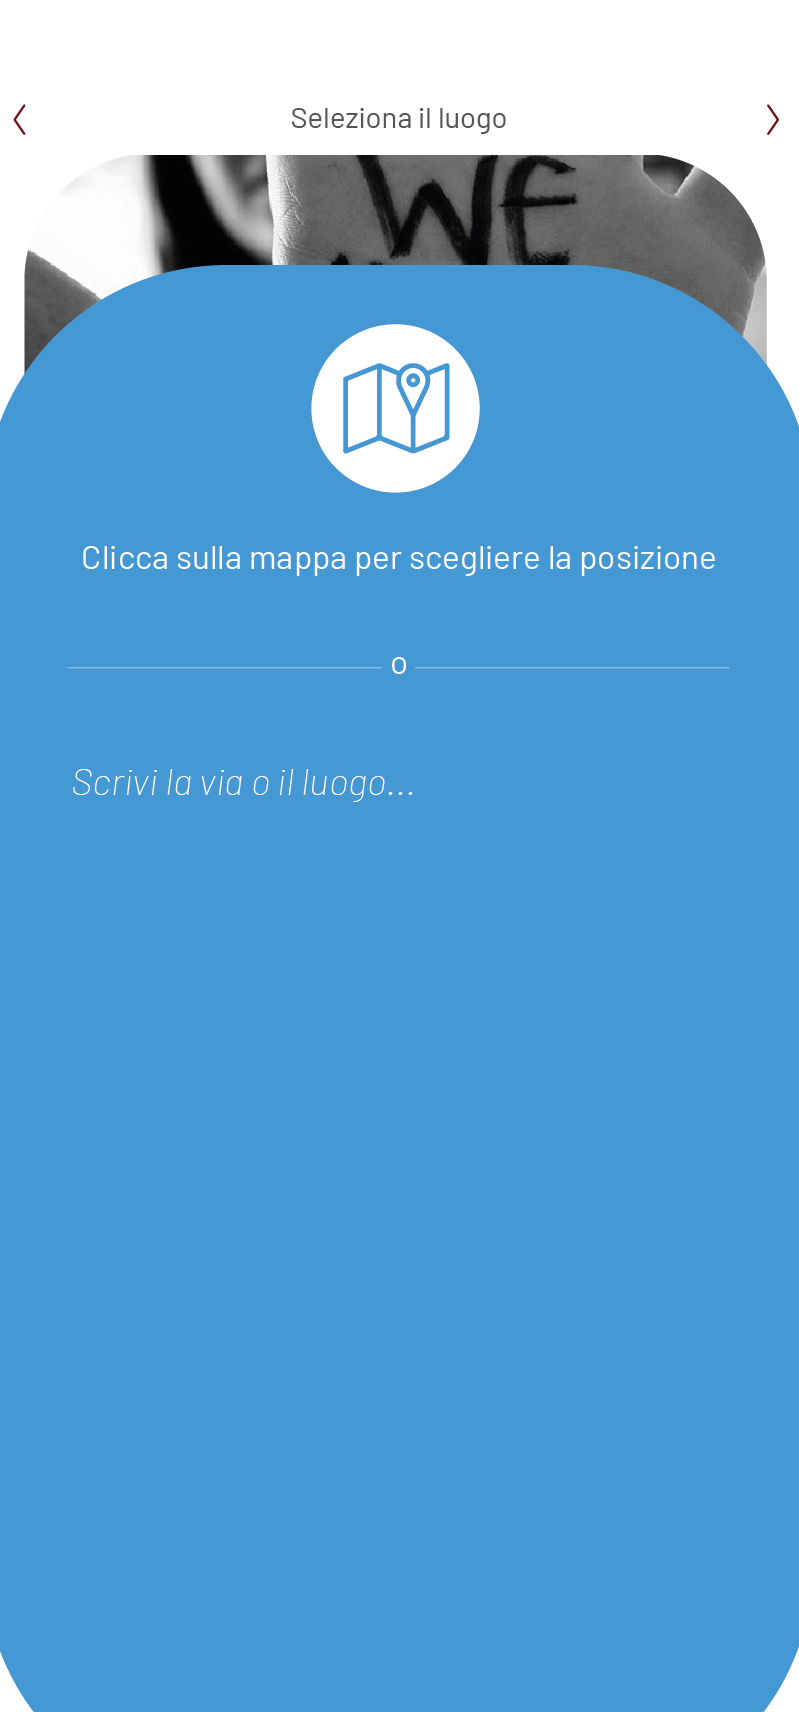 Seleziona il luogo
WE
Clicca sulla mappa per scegliere la posizione
o
Scrivi la via o il luogo...